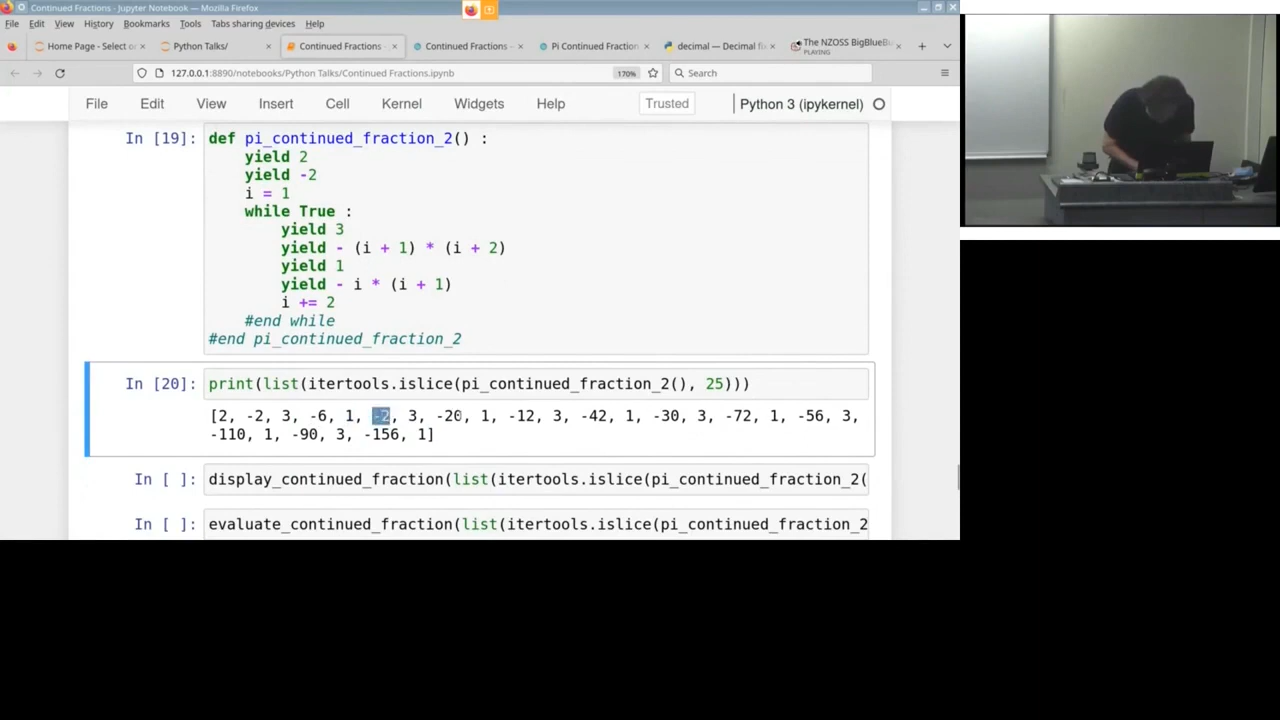 Continued Fractions - Jupyter Notebook — Mozilla Firefox
File Edit View History Bookmarks Tools Tabs sharing devices Help
Home Page - Select or Python Talks/ Continued Fractions - Continued Fractions - Pi Continued Fraction decimal — Decimal fix The NZOSS BigBlueBu
PLAYING
127.0.0.1:8890/notebooks/Python Talks/Continued Fractions.ipynb 170% Search
File Edit View Insert Cell Kernel Widgets Help Trusted Python 3 (ipykernel)
In [19]: def pi_continued_fraction_2() :
yield 2
yield -2
i = 1
while True :
yield 3
yield - (i + 1) * (i + 2)
yield 1
yield - i * (i + 1)
i += 2
#end while
#end pi_continued_fraction_2
In [20]: print(list(itertools.islice(pi_continued_fraction_2(), 25)))
[2, -2, 3, -6, 1, -2, 3, -20, 1, -12, 3, -42, 1, -30, 3, -72, 1, -56, 3,
-110, 1, -90, 3, -156, 1]
In [ ]: display_continued_fraction(list(itertools.islice(pi_continued_fraction_2(
In [ ]: evaluate_continued_fraction(list(itertools.islice(pi_continued_fraction_2